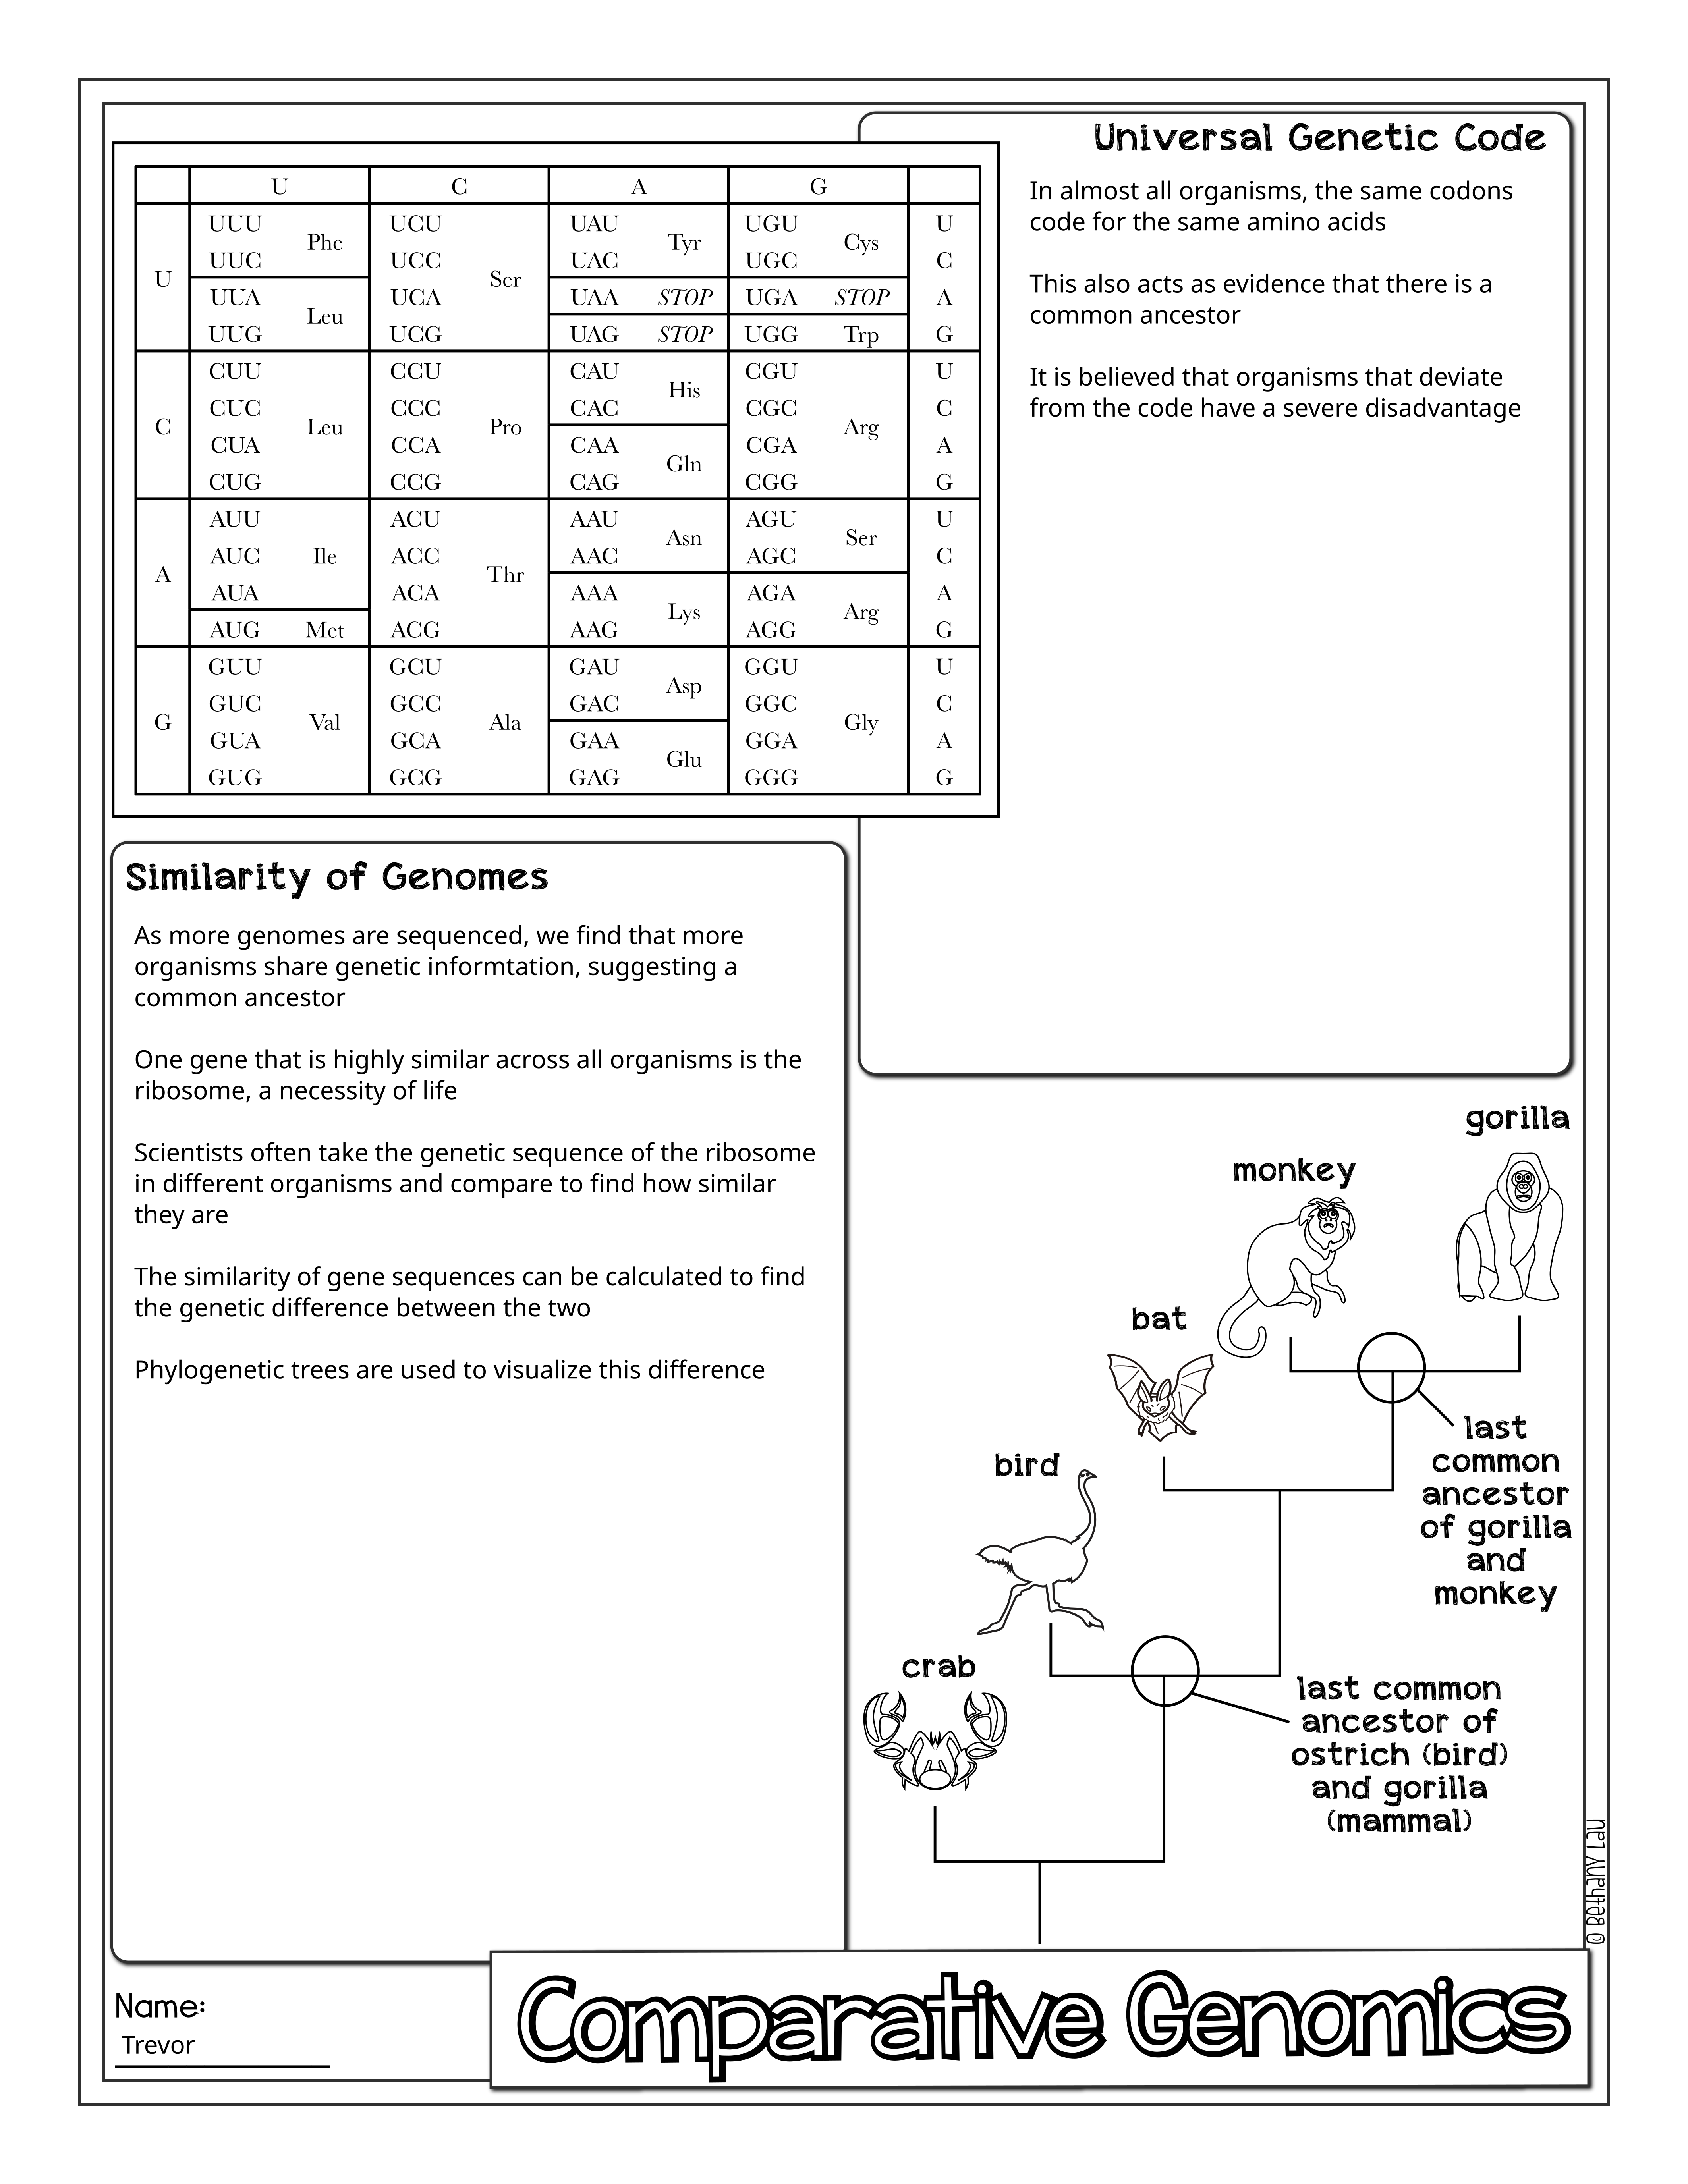 Universal Genetic Code
In almost all organisms, the same codons
code for the same amino acids
This also acts as evidence that there is a
common ancestor
It is believed that organisms that deviate
from the code have a severe disadvantage
U C A G
U UUU Phe UCU Ser UAU Tyr UGU Cys U
UUC UCC UAC UGC C
UUA Leu UCA UAA STOP UGA STOP A
UUG UCG UAG STOP UGG Trp G
C CUU Leu CCU Pro CAU His CGU Arg U
CUC CCC CAC CGC C
CUA CCA CAA Gln CGA A
CUG CCG CAG CGG G
A AUU Ile ACU Thr AAU Asn AGU Ser U
AUC ACC AAC AGC C
AUA ACA AAA Lys AGA Arg A
AUG Met ACG AAG AGG G
G GUU Val GCU Ala GAU Asp GGU Gly U
GUC GCC GAC GGC C
GUA GCA GAA Glu GGA A
GUG GCG GAG GGG G
Similarity of Genomes
As more genomes are sequenced, we find that more
organisms share genetic informtation, suggesting a
common ancestor
One gene that is highly similar across all organisms is the
ribosome, a necessity of life
Scientists often take the genetic sequence of the ribosome
in different organisms and compare to find how similar
they are
The similarity of gene sequences can be calculated to find
the genetic difference between the two
Phylogenetic trees are used to visualize this difference
gorilla
monkey
bat
last
common
ancestor
of gorilla
and
monkey
bird
crab
last common
ancestor of
ostrich (bird)
and gorilla
(mammal)
© Bethany Lau
Name:
Trevor
Comparative Genomics